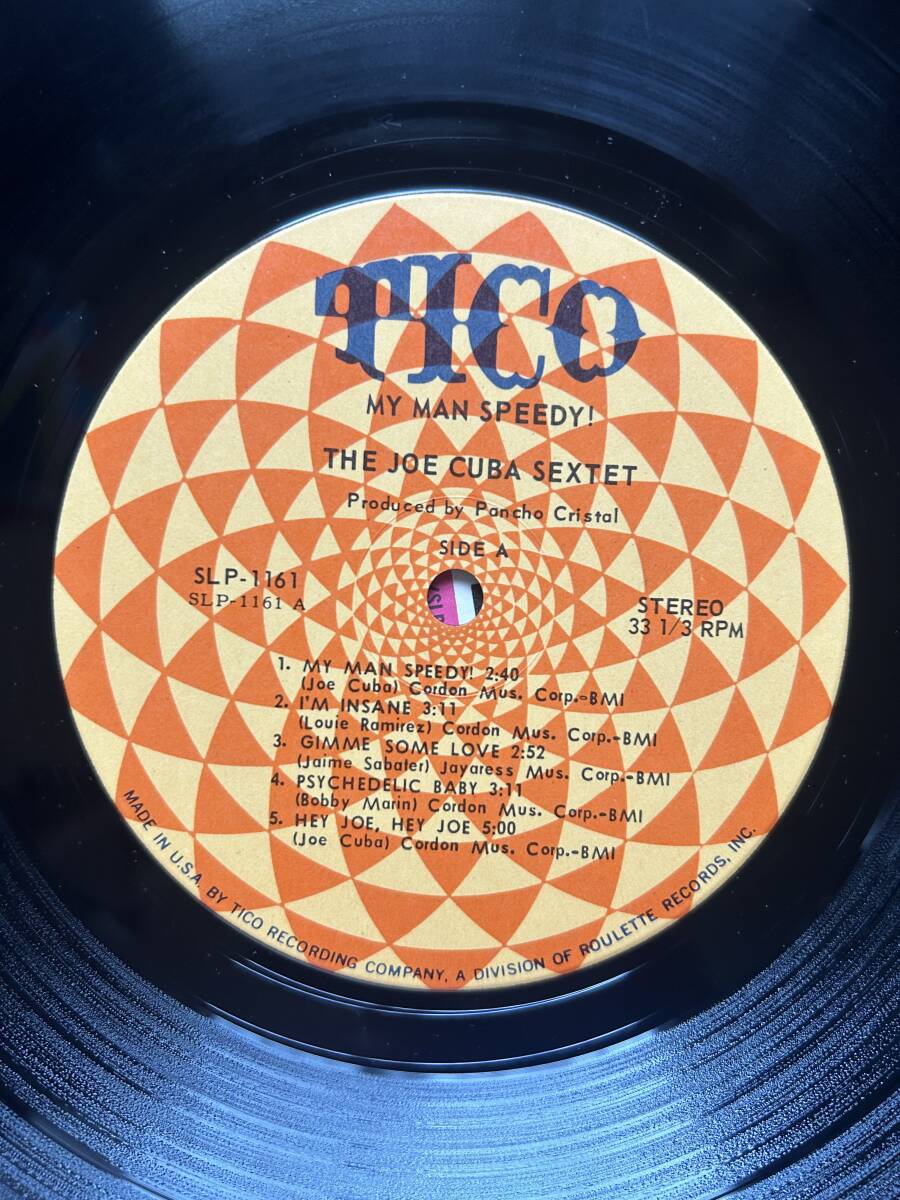 TICO
MY MAN SPEEDY!
THE JOE CUBA SEXTET
Produced by Pancho Cristal
SIDE A
SLP-1161
SLP-1161 A
STEREO
33 1/3 RPM
1. MY MAN SPEEDY! 2:40
(Joe Cuba) Cordon Mus. Corp.-BMI
2. I'M INSANE 3:11
(Louie Ramirez) Cordon Mus. Corp.-BMI
3. GIMME SOME LOVE 2:52
(Jaime Sabater) Jayaress Mus. Corp.-BMI
4. PSYCHEDELIC BABY 3:11
(Bobby Marin) Cordon Mus. Corp.-BMI
5. HEY JOE, HEY JOE 5:00
(Joe Cuba) Cordon Mus. Corp.-BMI
MADE IN U.S.A. BY TICO RECORDING COMPANY, A DIVISION OF ROULETTE RECORDS, INC.